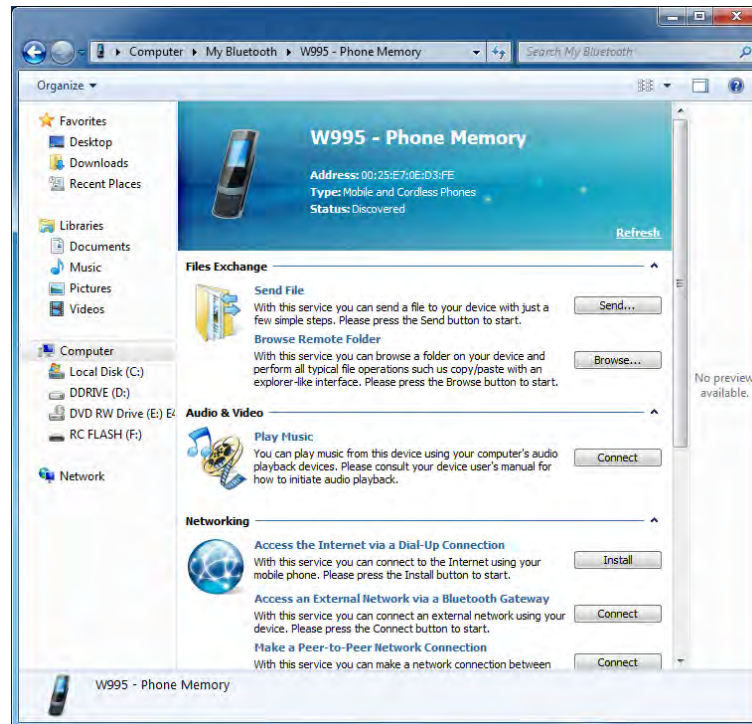 Computer ▸ My Bluetooth ▸ W995 - Phone Memory
Search My Bluetooth
Organize
Favorites
Desktop
Downloads
Recent Places
Libraries
Documents
Music
Pictures
Videos
Computer
Local Disk (C:)
DDRIVE (D:)
DVD RW Drive (E:) E4
RC FLASH (F:)
Network
W995 - Phone Memory
Address: 00:25:E7:0E:D3:FE
Type: Mobile and Cordless Phones
Status: Discovered
Refresh
Files Exchange
Send File
With this service you can send a file to your device with just a
few simple steps. Please press the Send button to start.
Send...
Browse Remote Folder
With this service you can browse a folder on your device and
perform all typical file operations such us copy/paste with an
explorer-like interface. Please press the Browse button to start.
Browse...
Audio & Video
Play Music
You can play music from this device using your computer's audio
playback devices. Please consult your device user's manual for
how to initiate audio playback.
Connect
Networking
Access the Internet via a Dial-Up Connection
With this service you can connect to the Internet using your
mobile phone. Please press the Install button to start.
Install
Access an External Network via a Bluetooth Gateway
With this service you can connect an external network using your
device. Please press the Connect button to start.
Connect
Make a Peer-to-Peer Network Connection
With this service you can make a network connection between
Connect
No preview
available.
W995 - Phone Memory